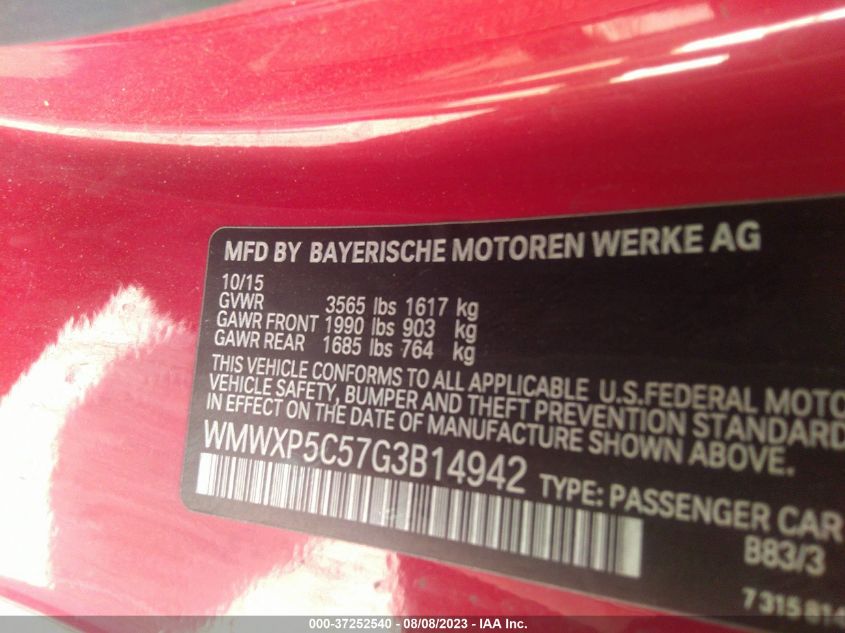 MFD BY BAYERISCHE MOTOREN WERKE AG
10/15
GVWR 3565 lbs 1617 kg
GAWR FRONT 1990 lbs 903 kg
GAWR REAR 1685 lbs 764 kg
THIS VEHICLE CONFORMS TO ALL APPLICABLE U.S.FEDERAL MOTO
VEHICLE SAFETY, BUMPER AND THEFT PREVENTION STANDARD
IN EFFECT ON THE DATE OF MANUFACTURE SHOWN ABOVE.
WMWXP5C57G3B14942 TYPE: PASSENGER CAR
B83/3
7 315 814
000-37252540 - 08/08/2023 - IAA Inc.